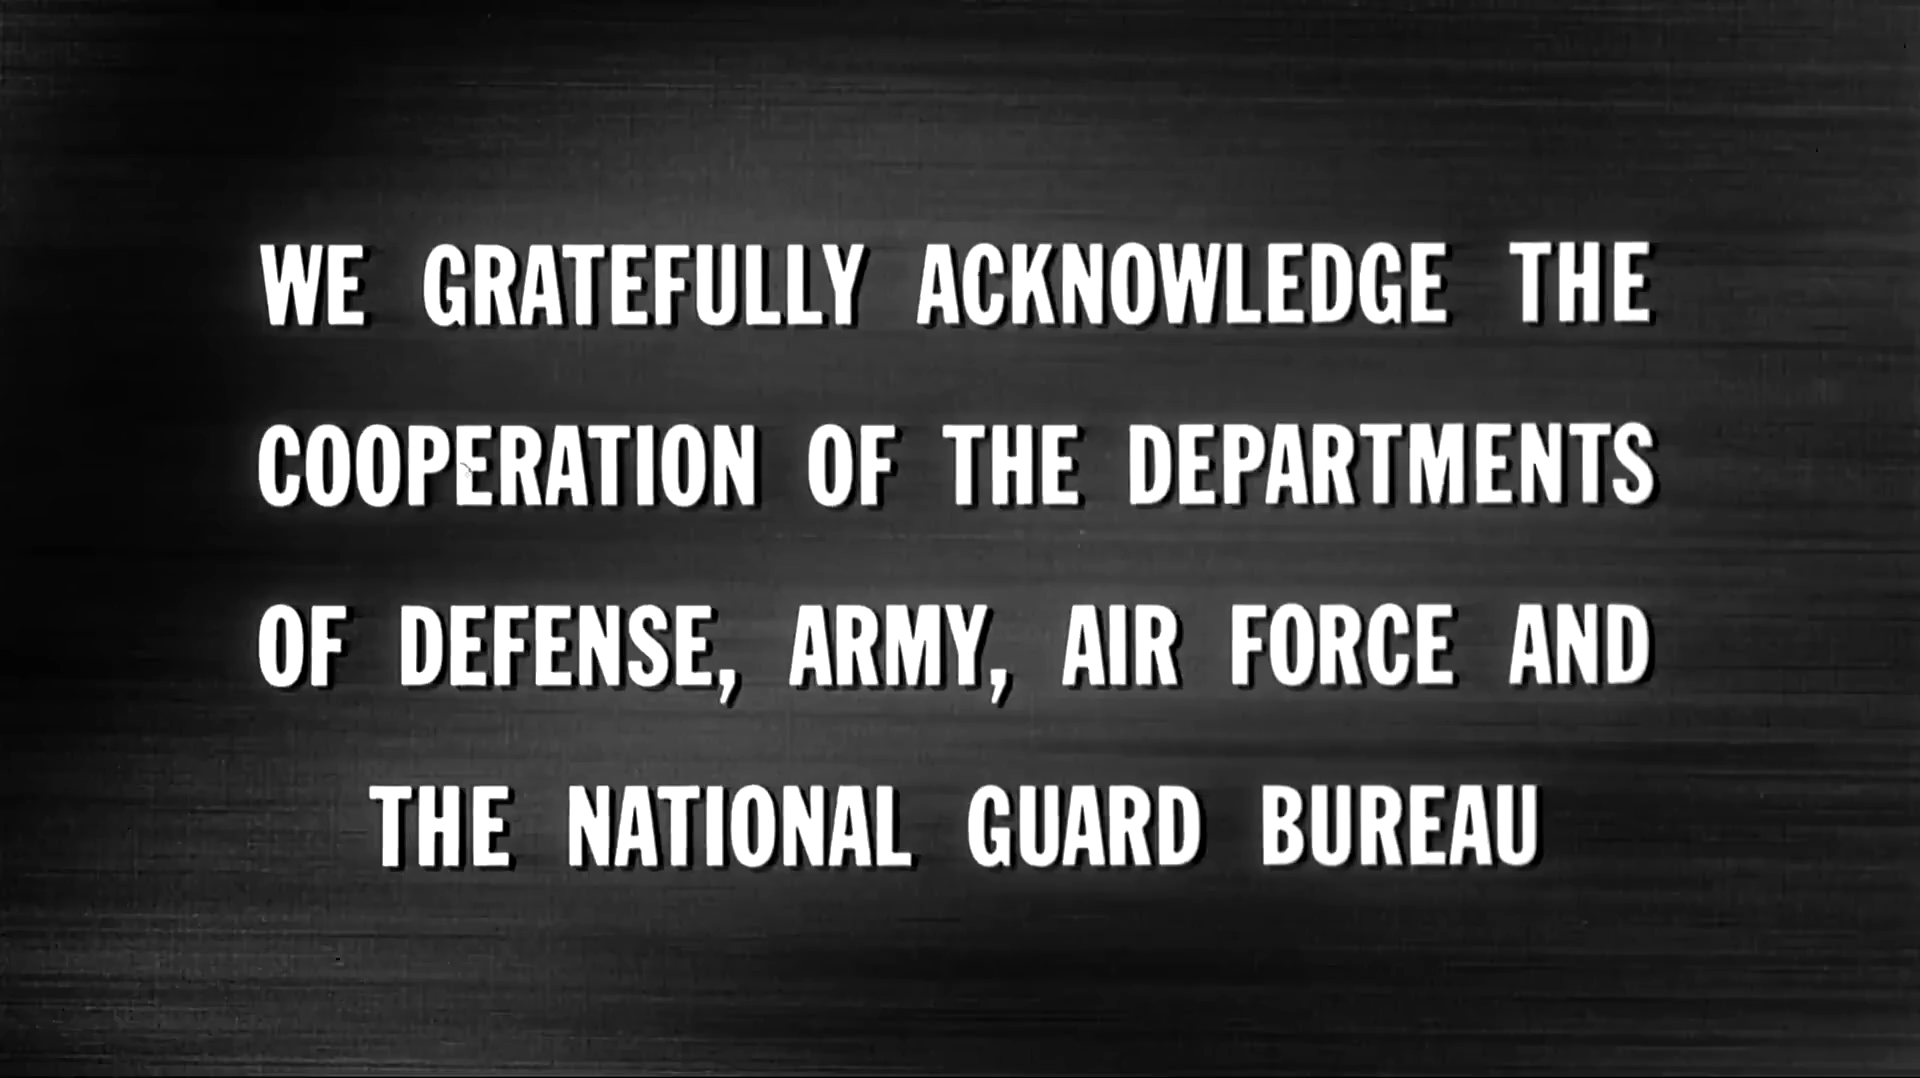 WE GRATEFULLY ACKNOWLEDGE THE
COOPERATION OF THE DEPARTMENTS
OF DEFENSE, ARMY, AIR FORCE AND
THE NATIONAL GUARD BUREAU